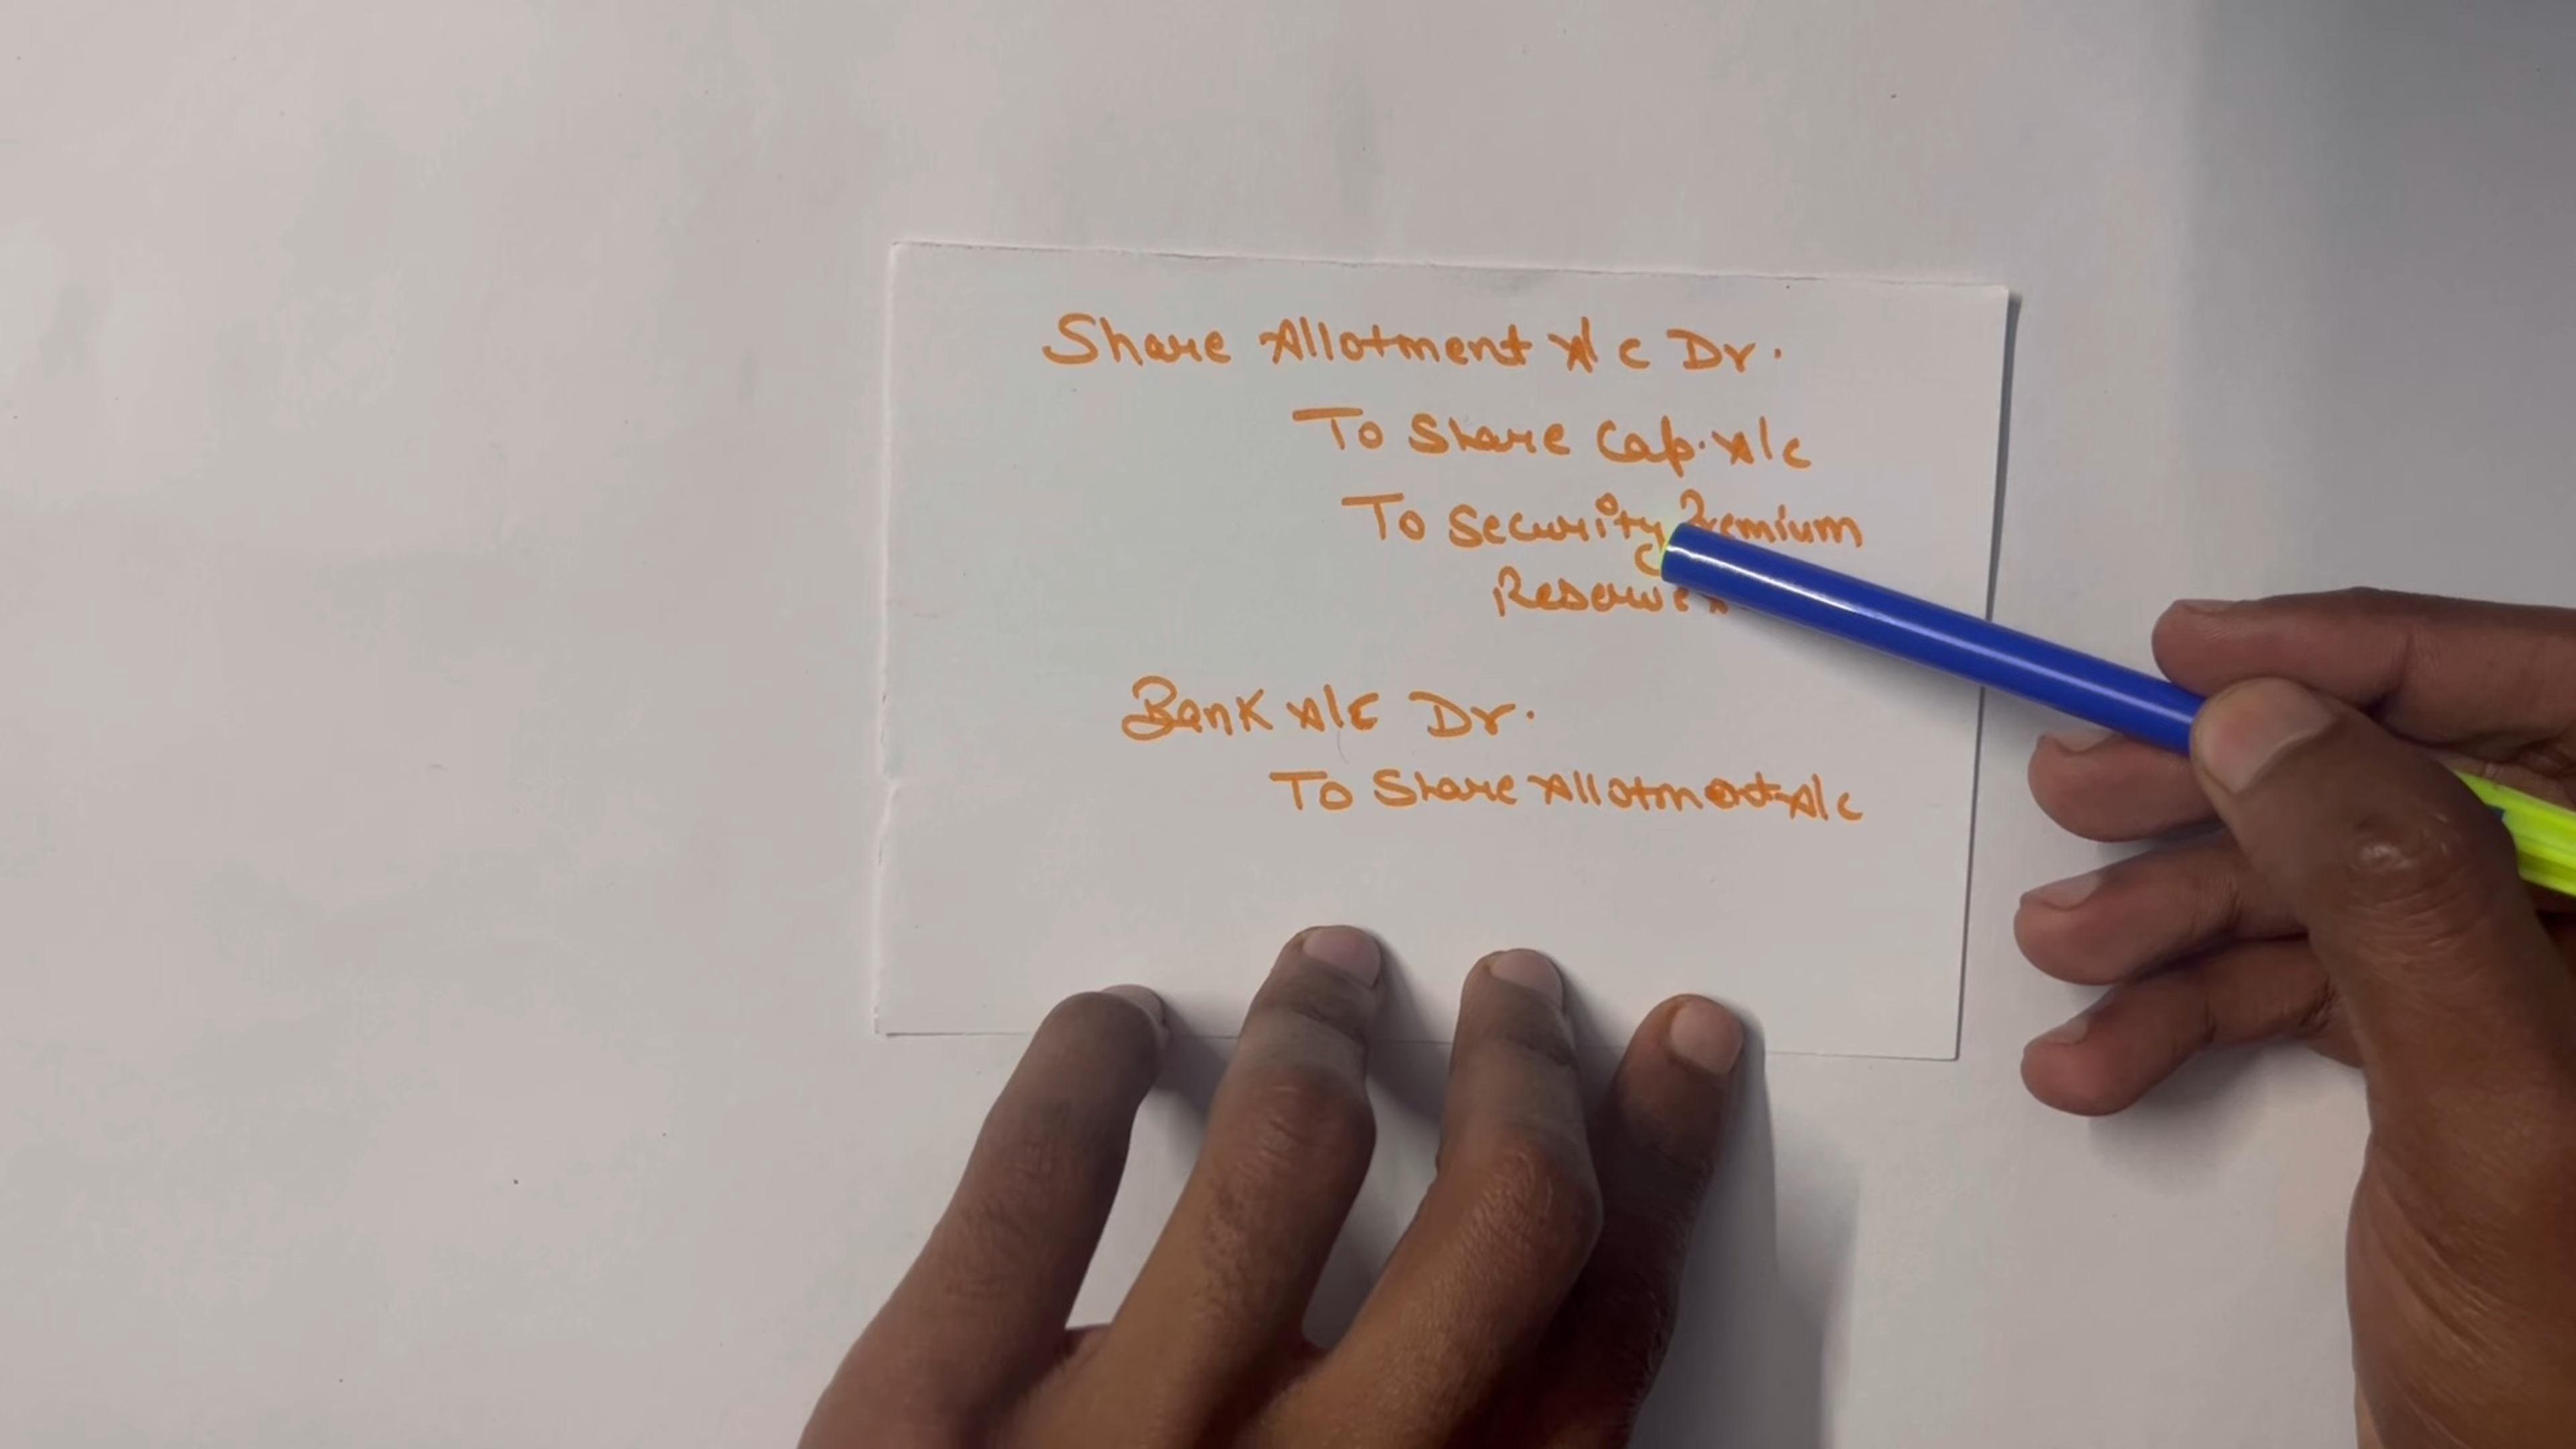 Share Allotment A/c Dr.
To Share Cap. A/c
To Security Premium
Reserve
Bank A/c Dr.
To Share Allotment A/c